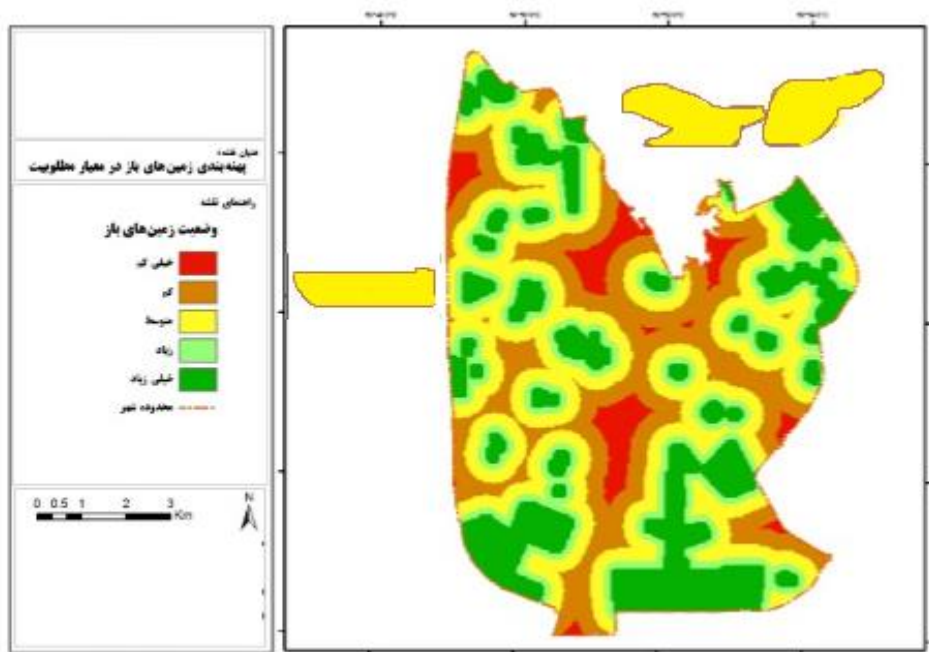 عنوان نقشه:
پهنه‌بندی زمین‌های باز در معیار مطلوبیت
راهنمای نقشه
وضعیت زمین‌های باز
خیلی کم
کم
متوسط
زیاد
خیلی زیاد
محدوده شهر
0 0.5 1 2 3
Km
N